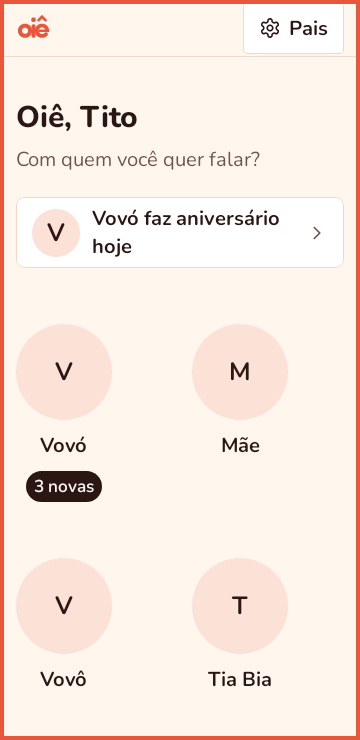 oiê
Pais
Oiê, Tito
Com quem você quer falar?
V
Vovó faz aniversário
hoje
V
M
Vovó
Mãe
3 novas
V
T
Vovô
Tia Bia